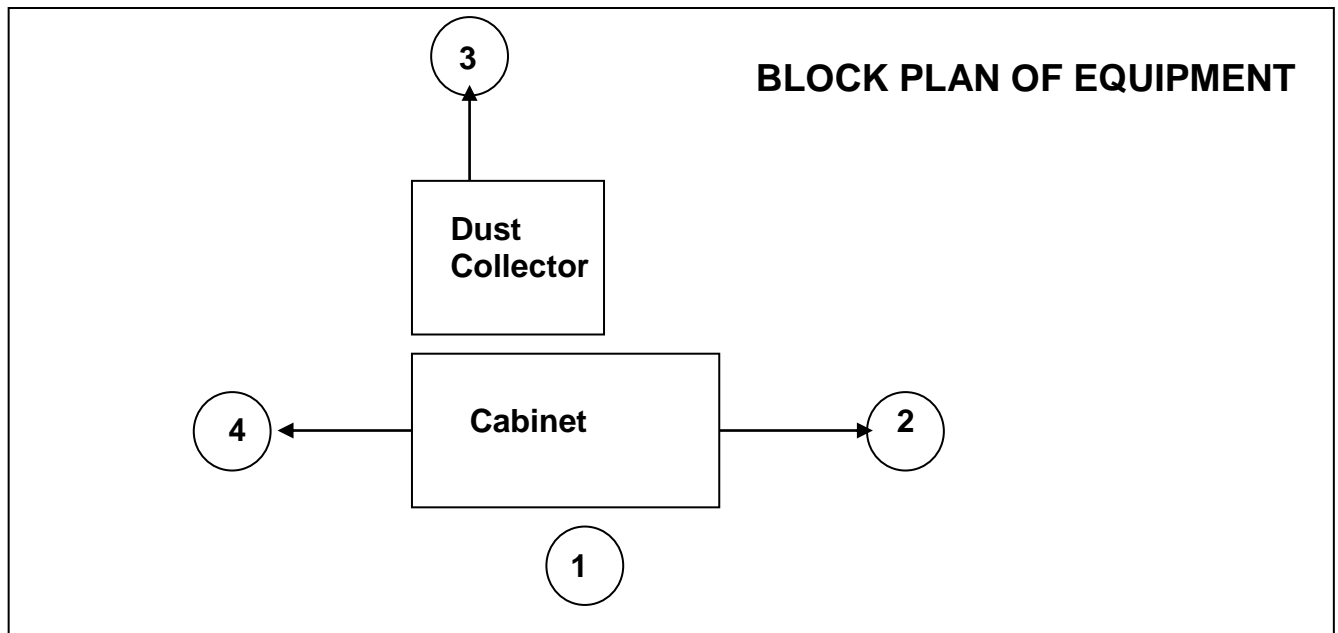 3
BLOCK PLAN OF EQUIPMENT
Dust
Collector
Cabinet
4
2
1